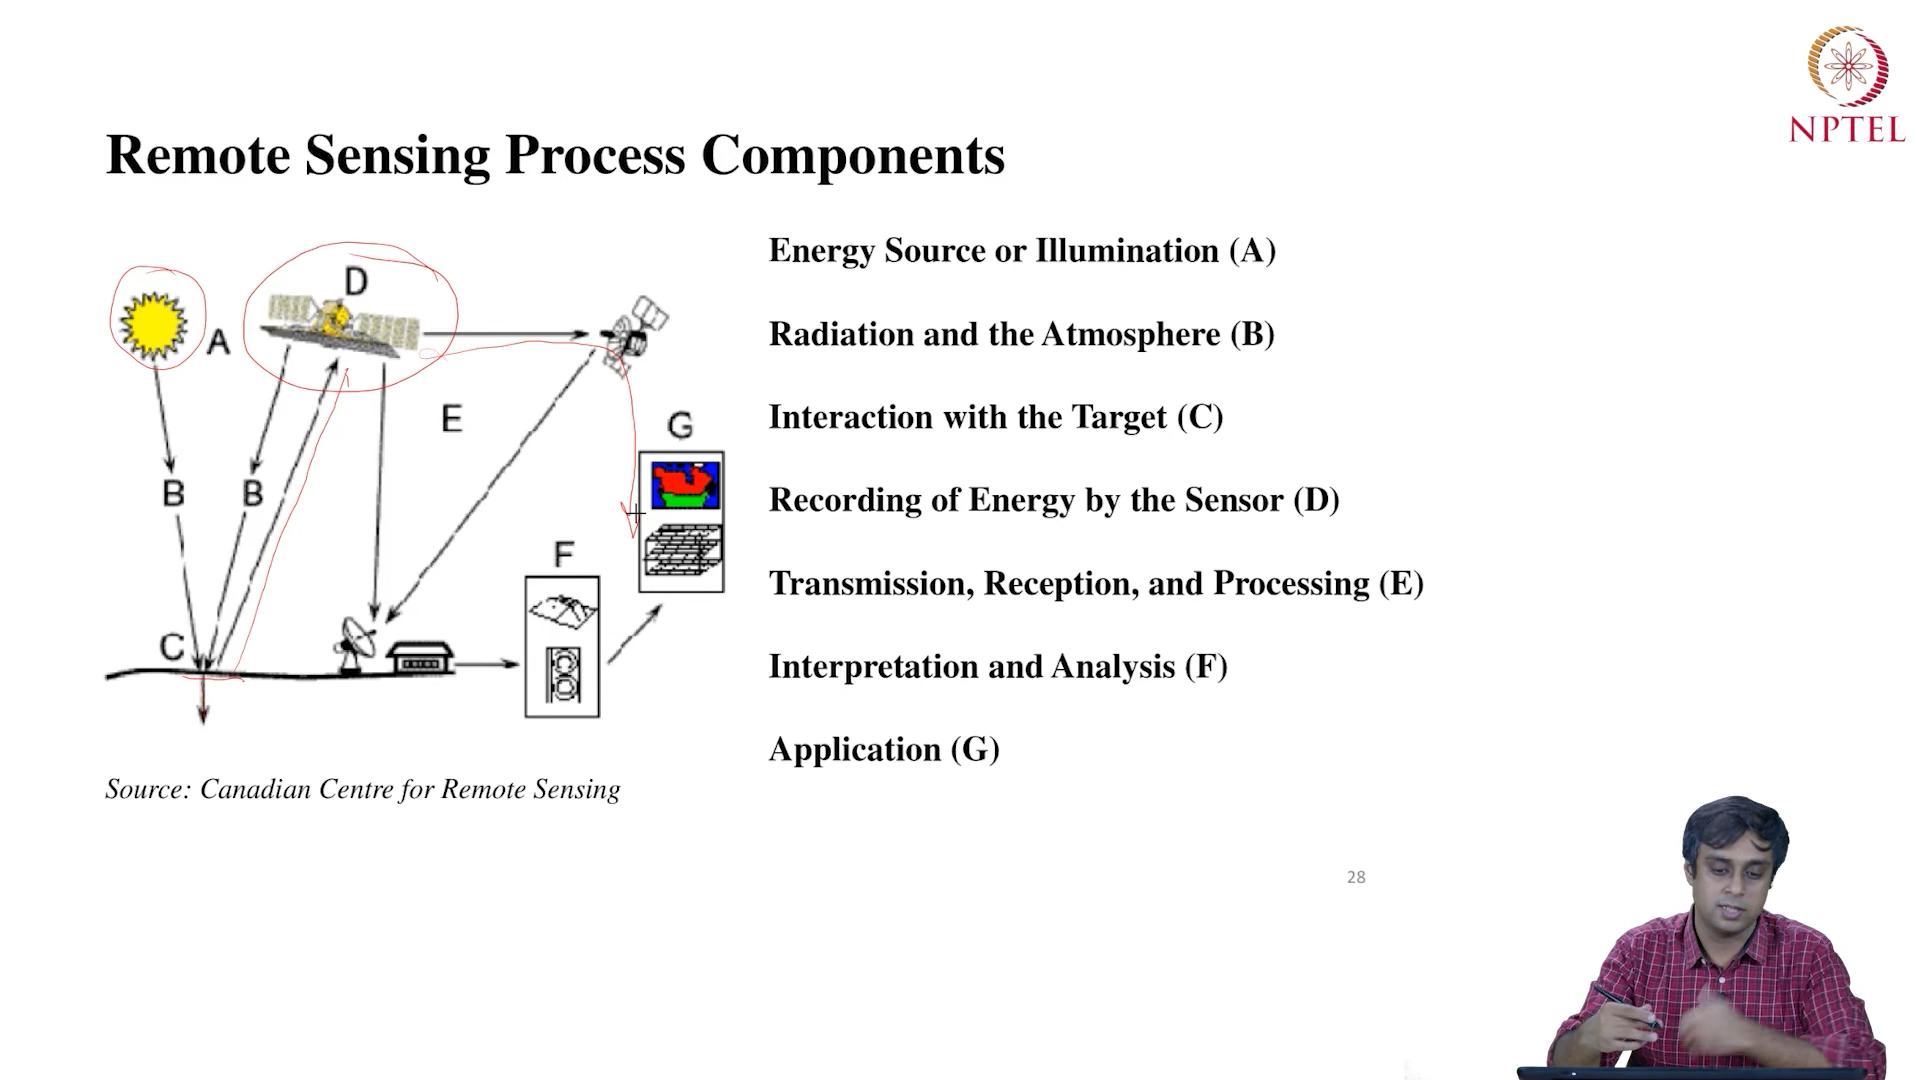 NPTEL
Remote Sensing Process Components
D
A
E
G
B
B
F
C
Energy Source or Illumination (A)
Radiation and the Atmosphere (B)
Interaction with the Target (C)
Recording of Energy by the Sensor (D)
Transmission, Reception, and Processing (E)
Interpretation and Analysis (F)
Application (G)
Source: Canadian Centre for Remote Sensing
28